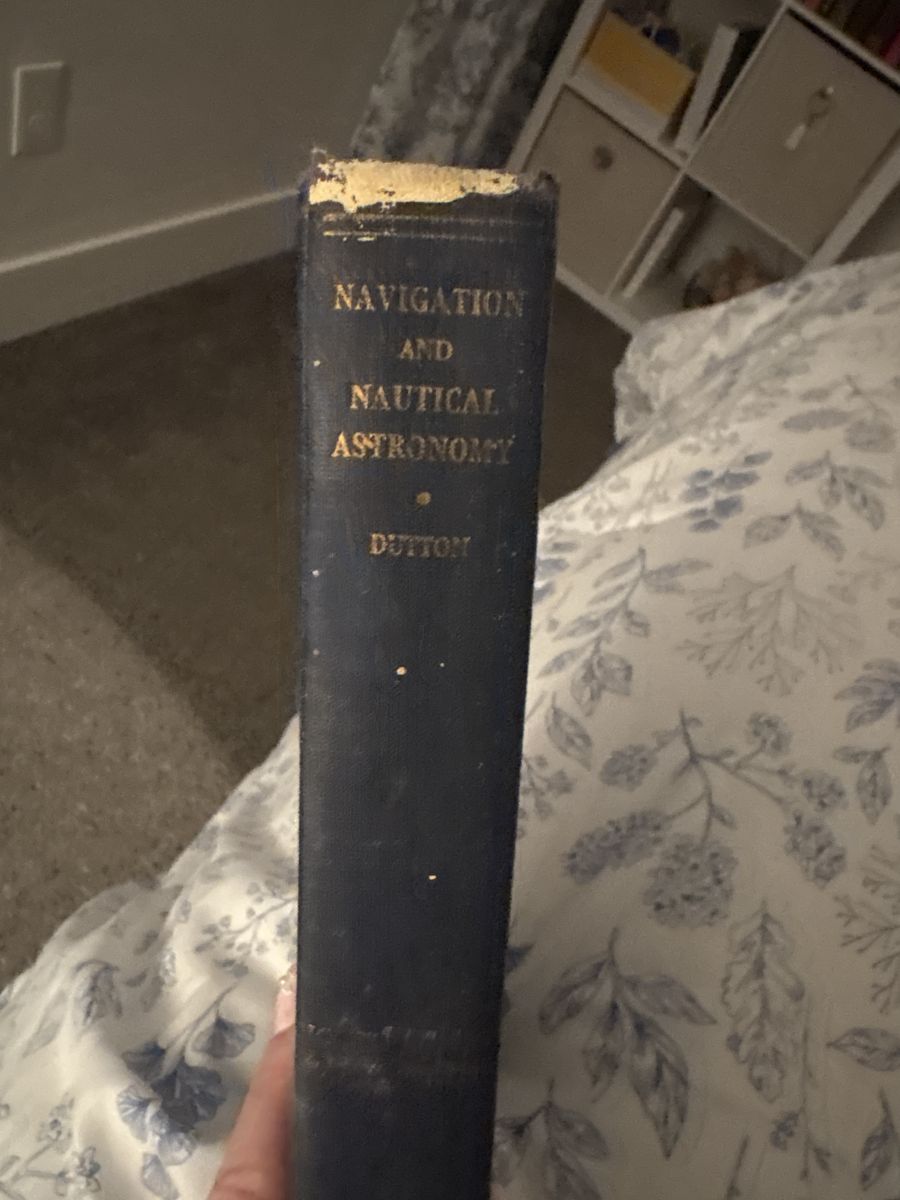 NAVIGATION
AND
NAUTICAL
ASTRONOMY
DUTTON